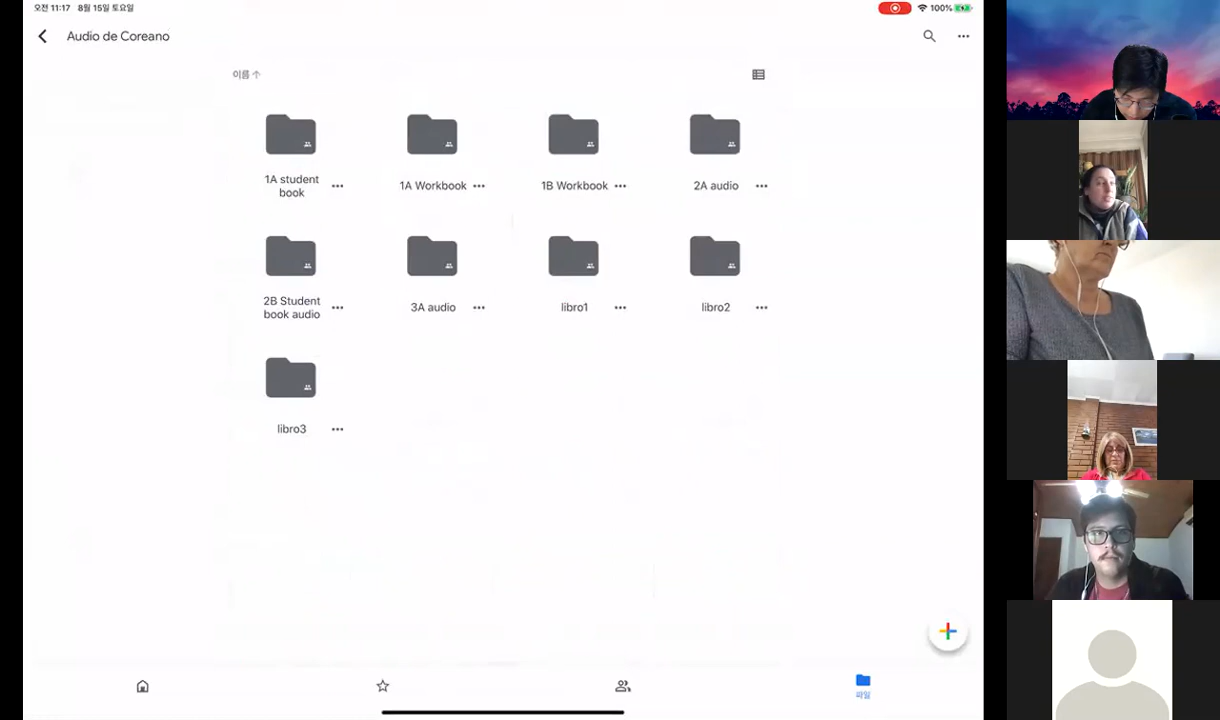 오전 11:17 8월 15일 토요일
100%
Audio de Coreano
이름
1A student
book
1A Workbook
1B Workbook
2A audio
2B Student
book audio
3A audio
libro1
libro2
libro3
파일